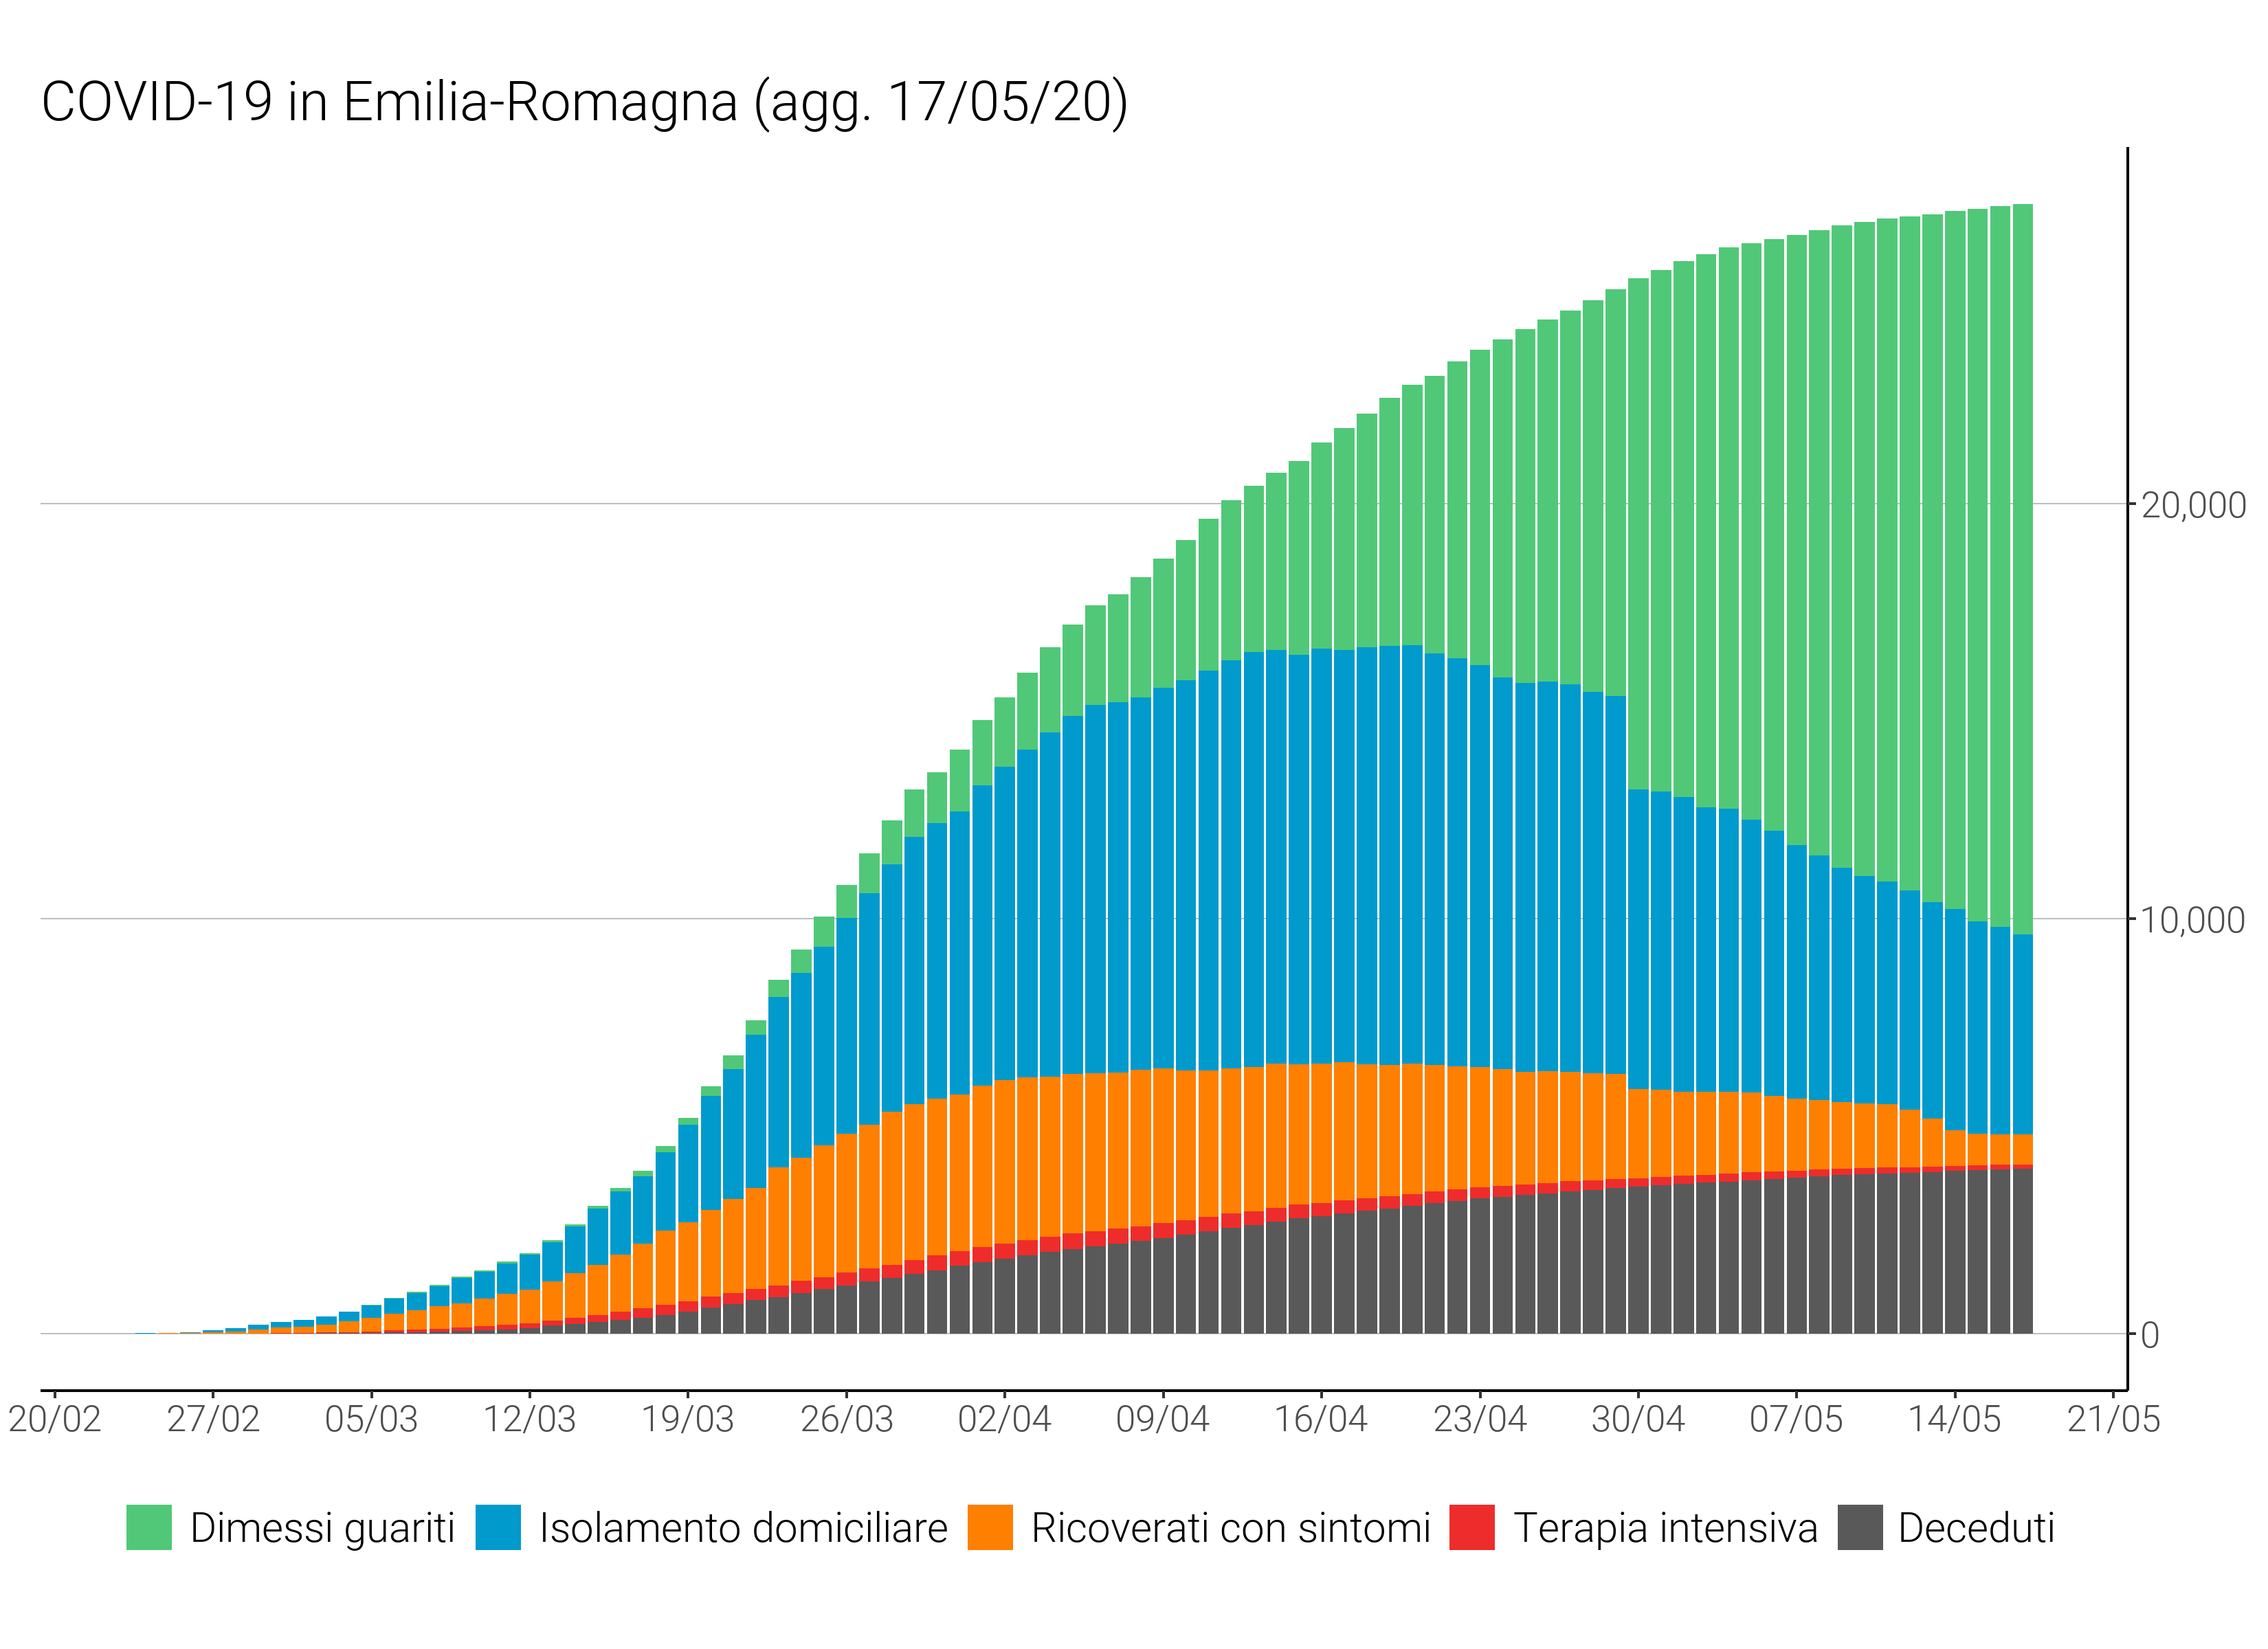 COVID-19 in Emilia-Romagna (agg. 17/05/20)
20,000
10,000
0
20/02 27/02 05/03 12/03 19/03 26/03 02/04 09/04 16/04 23/04 30/04 07/05 14/05 21/05
Dimessi guariti Isolamento domiciliare Ricoverati con sintomi Terapia intensiva Deceduti